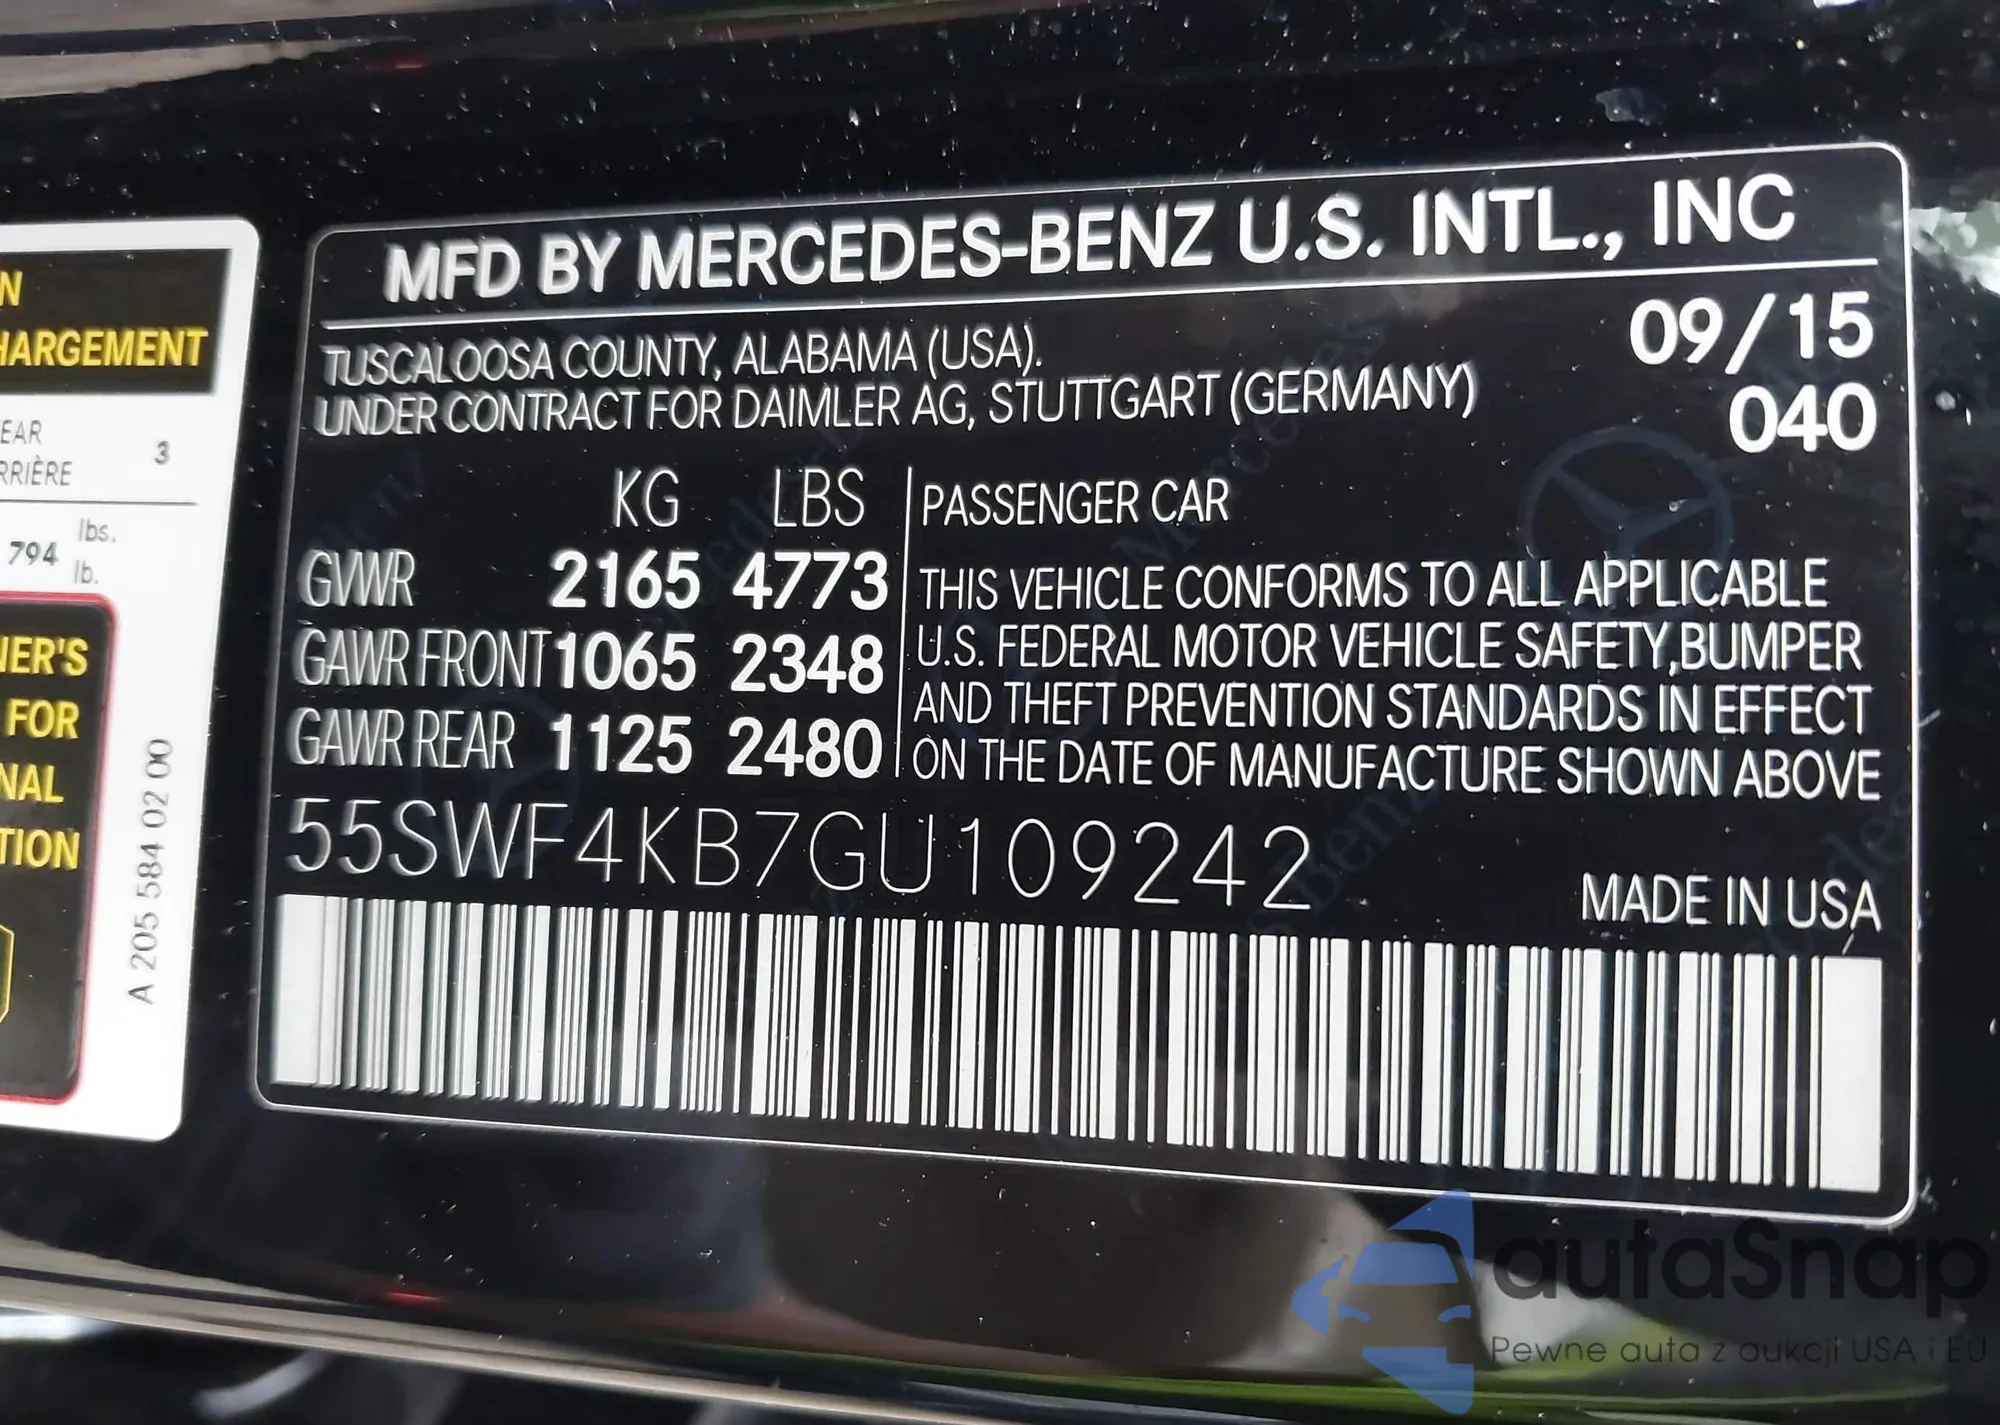 N
HARGEMENT
EAR
RRIÈRE
3
794
lbs.
lb.
NER'S
FOR
NAL
TION
A 205 584 02 00
MFD BY MERCEDES-BENZ U.S. INTL., INC
TUSCALOOSA COUNTY, ALABAMA (USA).
UNDER CONTRACT FOR DAIMLER AG, STUTTGART (GERMANY)
09/15
040
KG LBS
GVWR 2165 4773
GAWR FRONT 1065 2348
GAWR REAR 1125 2480
PASSENGER CAR
THIS VEHICLE CONFORMS TO ALL APPLICABLE
U.S. FEDERAL MOTOR VEHICLE SAFETY,BUMPER
AND THEFT PREVENTION STANDARDS IN EFFECT
ON THE DATE OF MANUFACTURE SHOWN ABOVE
55SWF4KB7GU109242
MADE IN USA
autaSnap
Pewne auta z aukcji USA i EU